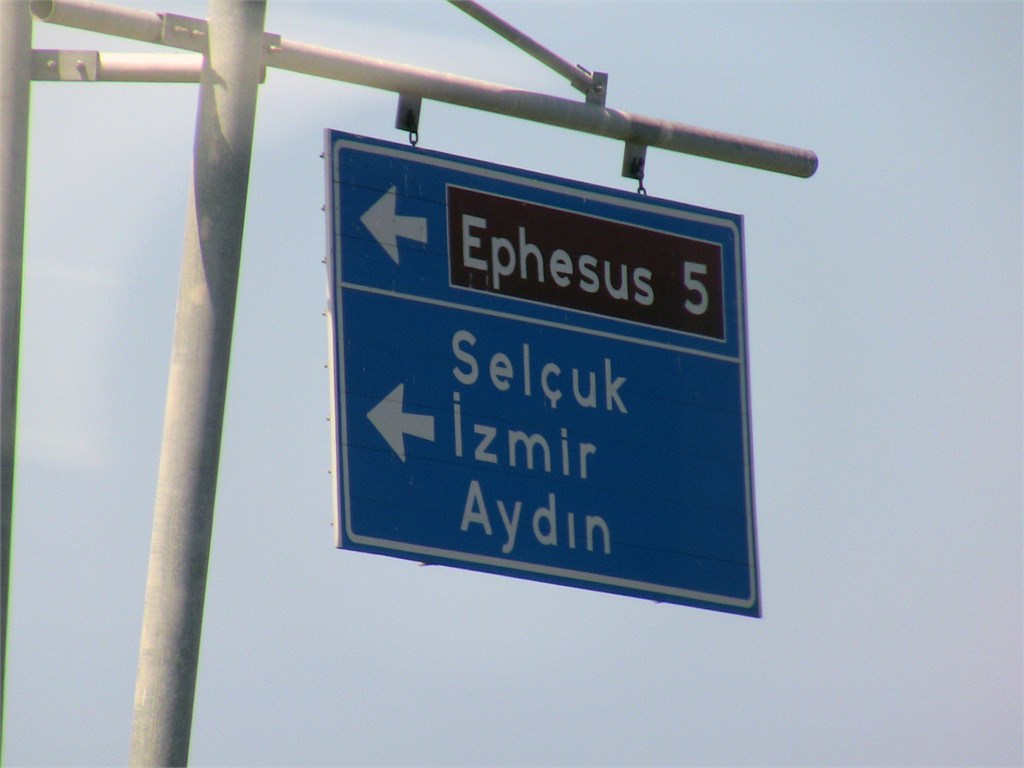 Ephesus 5
Selçuk
İzmir
Aydın